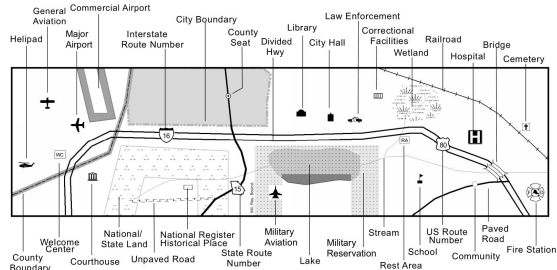 General
Aviation
Commercial Airport
Helipad
Major
Airport
Interstate
Route Number
City Boundary
County
Seat
Divided
Hwy
Library
City Hall
Law Enforcement
Correctional
Facilities
Wetland
Railroad
Hospital
Bridge
Cemetery
16
WC
RA
80
H
15
County
Boundary
Welcome
Center
Courthouse
National/
State Land
Unpaved Road
National Register
Historical Place
State Route
Number
Military
Aviation
Lake
Military
Reservation
Stream
Rest Area
School
US Route
Number
Community
Paved
Road
Fire Station